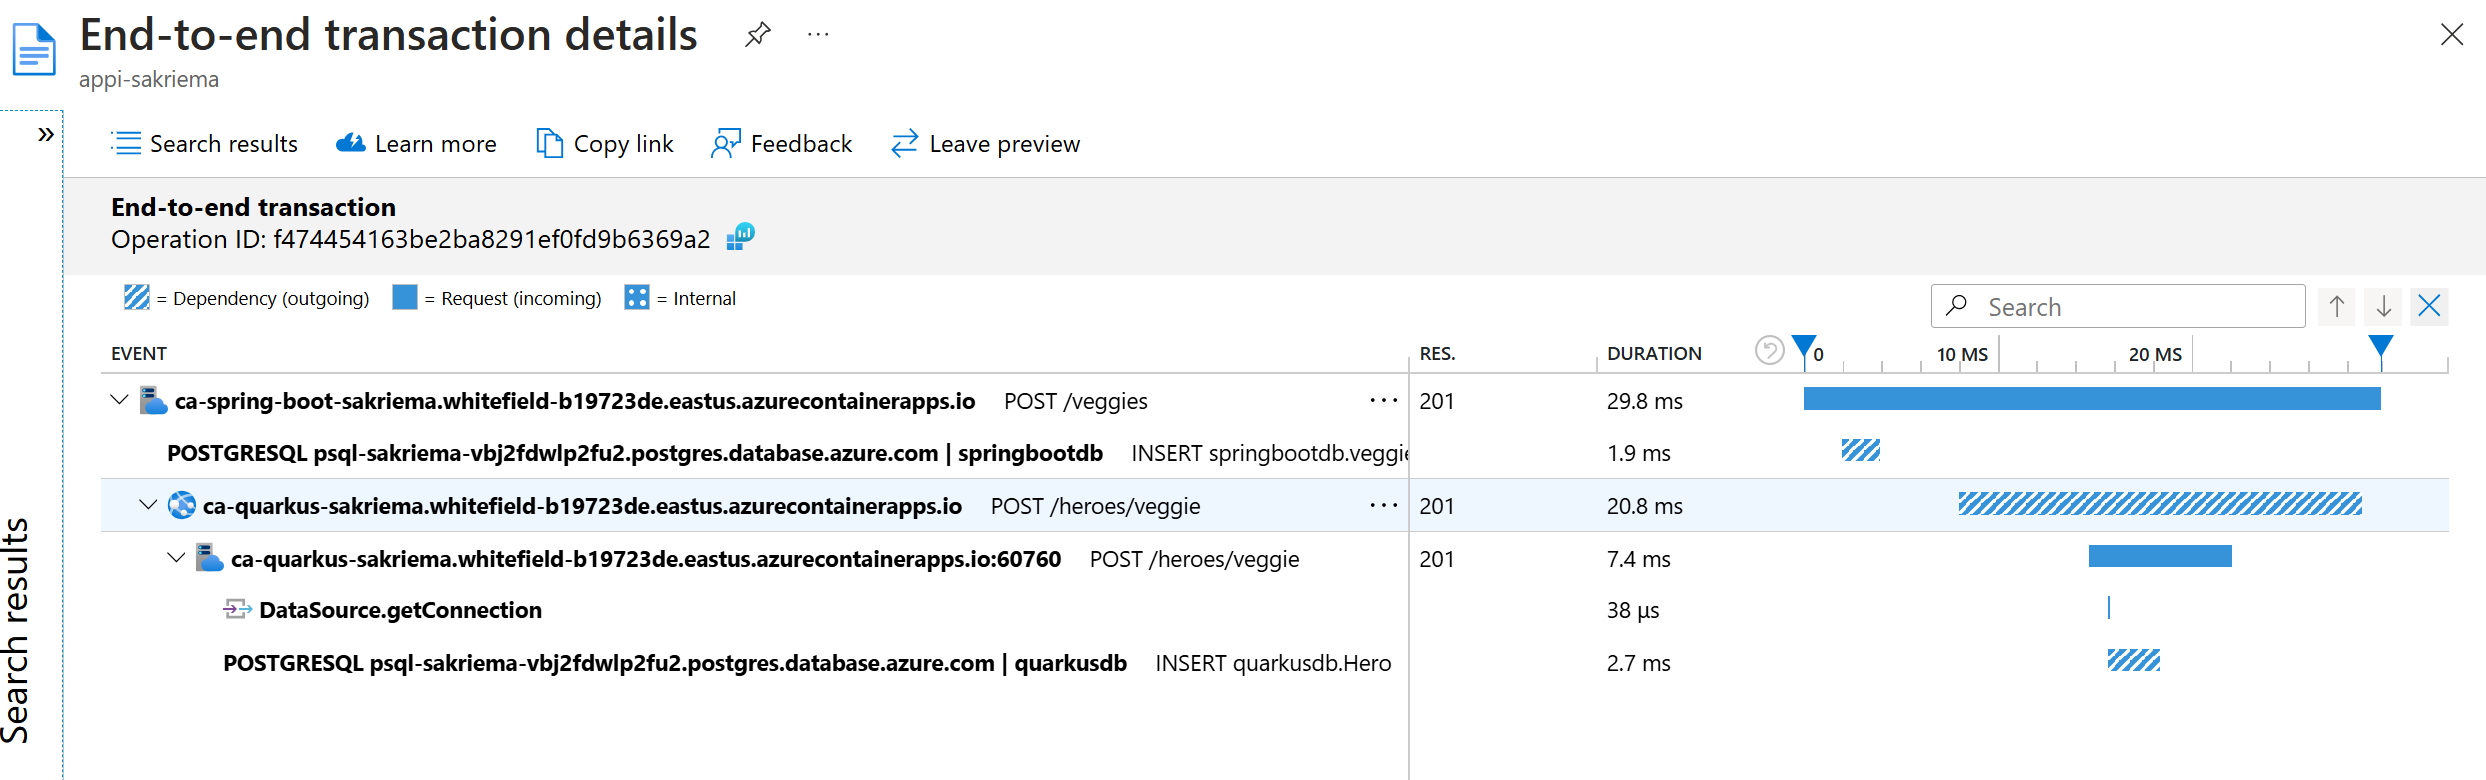 End-to-end transaction details
appi-sakriema
»
Search results
Learn more
Copy link
Feedback
Leave preview
End-to-end transaction
Operation ID: f474454163be2ba8291ef0fd9b6369a2
= Dependency (outgoing)
= Request (incoming)
= Internal
Search
EVENT RES. DURATION 0 10 MS 20 MS
ca-spring-boot-sakriema.whitefield-b19723de.eastus.azurecontainerapps.io POST /veggies ··· 201 29.8 ms
POSTGRESQL psql-sakriema-vbj2fdwlp2fu2.postgres.database.azure.com | springbootdb INSERT springbootdb.veggie 1.9 ms
ca-quarkus-sakriema.whitefield-b19723de.eastus.azurecontainerapps.io POST /heroes/veggie ··· 201 20.8 ms
ca-quarkus-sakriema.whitefield-b19723de.eastus.azurecontainerapps.io:60760 POST /heroes/veggie 201 7.4 ms
DataSource.getConnection 38 µs
POSTGRESQL psql-sakriema-vbj2fdwlp2fu2.postgres.database.azure.com | quarkusdb INSERT quarkusdb.Hero 2.7 ms
Search results